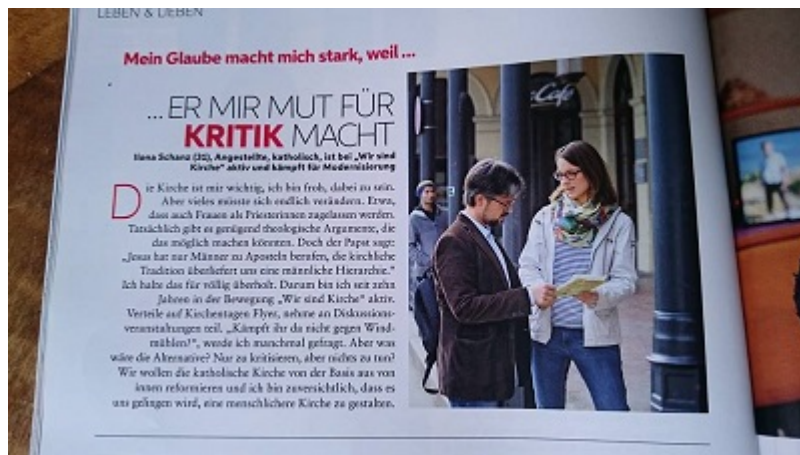 LEBEN & LIEBEN
Mein Glaube macht mich stark, weil ...
... ER MIR MUT FÜR
KRITIK MACHT
Ilona Schanz (31), Angestellte, katholisch, ist bei „Wir sind
Kirche“ aktiv und kämpft für Modernisierung
Die Kirche ist mir wichtig, ich bin froh, dabei zu sein.
Aber vieles müsste sich endlich verändern. Etwa,
dass auch Frauen als Priesterinnen zugelassen werden.
Tatsächlich gibt es genügend theologische Argumente, die
das möglich machen könnten. Doch der Papst sagt:
„Jesus hat nur Männer zu Aposteln berufen, die kirchliche
Tradition überliefert uns eine männliche Hierarchie.“
Ich halte das für völlig überholt. Darum bin ich seit zehn
Jahren in der Bewegung „Wir sind Kirche“ aktiv.
Verteile auf Kirchentagen Flyer, nehme an Diskussions-
veranstaltungen teil. „Kämpft ihr da nicht gegen Wind-
mühlen?“, werde ich manchmal gefragt. Aber was
wäre die Alternative? Nur zu kritisieren, aber nichts zu tun?
Wir wollen die katholische Kirche von der Basis aus von
innen reformieren und ich bin zuversichtlich, dass es
uns gelingen wird, eine menschlichere Kirche zu gestalten.
Café